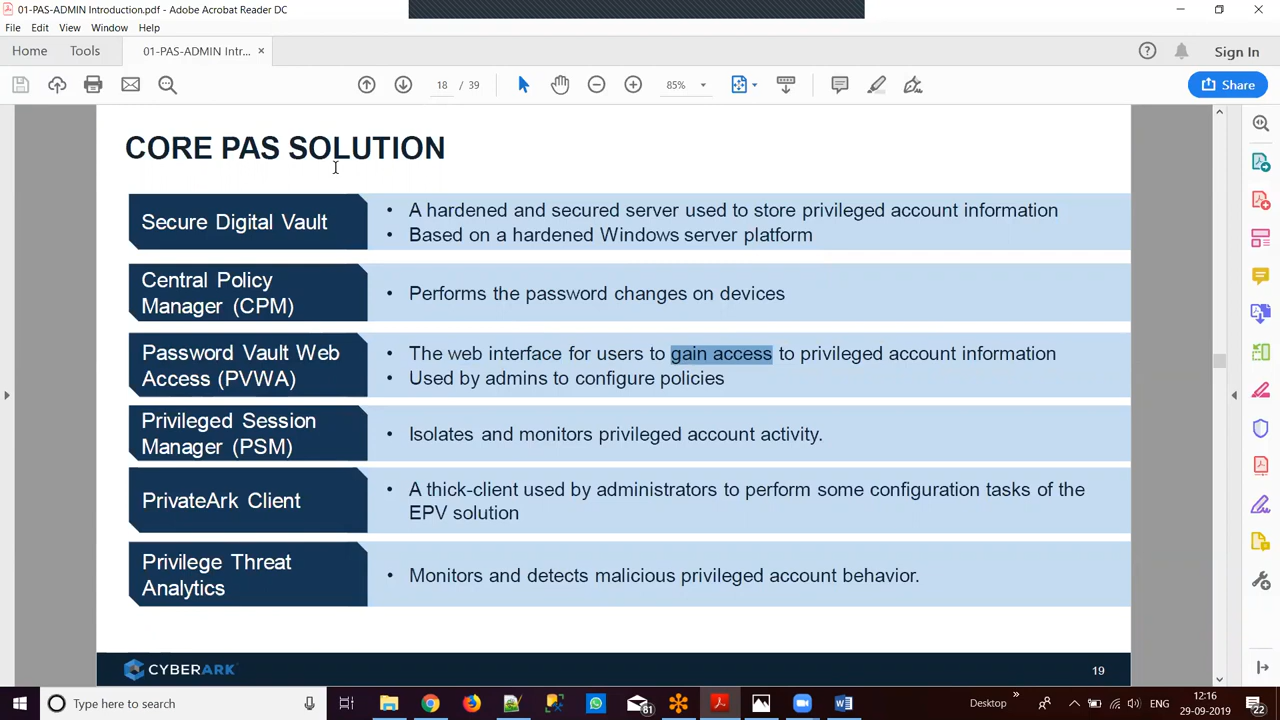 01-PAS-ADMIN Introduction.pdf - Adobe Acrobat Reader DC
File Edit View Window Help
Home Tools 01-PAS-ADMIN Intr... × Sign In
18 / 39 85% Share
CORE PAS SOLUTION
Secure Digital Vault
• A hardened and secured server used to store privileged account information
• Based on a hardened Windows server platform
Central Policy
Manager (CPM)
• Performs the password changes on devices
Password Vault Web
Access (PVWA)
• The web interface for users to gain access to privileged account information
• Used by admins to configure policies
Privileged Session
Manager (PSM)
• Isolates and monitors privileged account activity.
PrivateArk Client
• A thick-client used by administrators to perform some configuration tasks of the
EPV solution
Privilege Threat
Analytics
• Monitors and detects malicious privileged account behavior.
CYBERARK 19
Type here to search 61 Desktop » ENG 12:16
29-09-2019 22